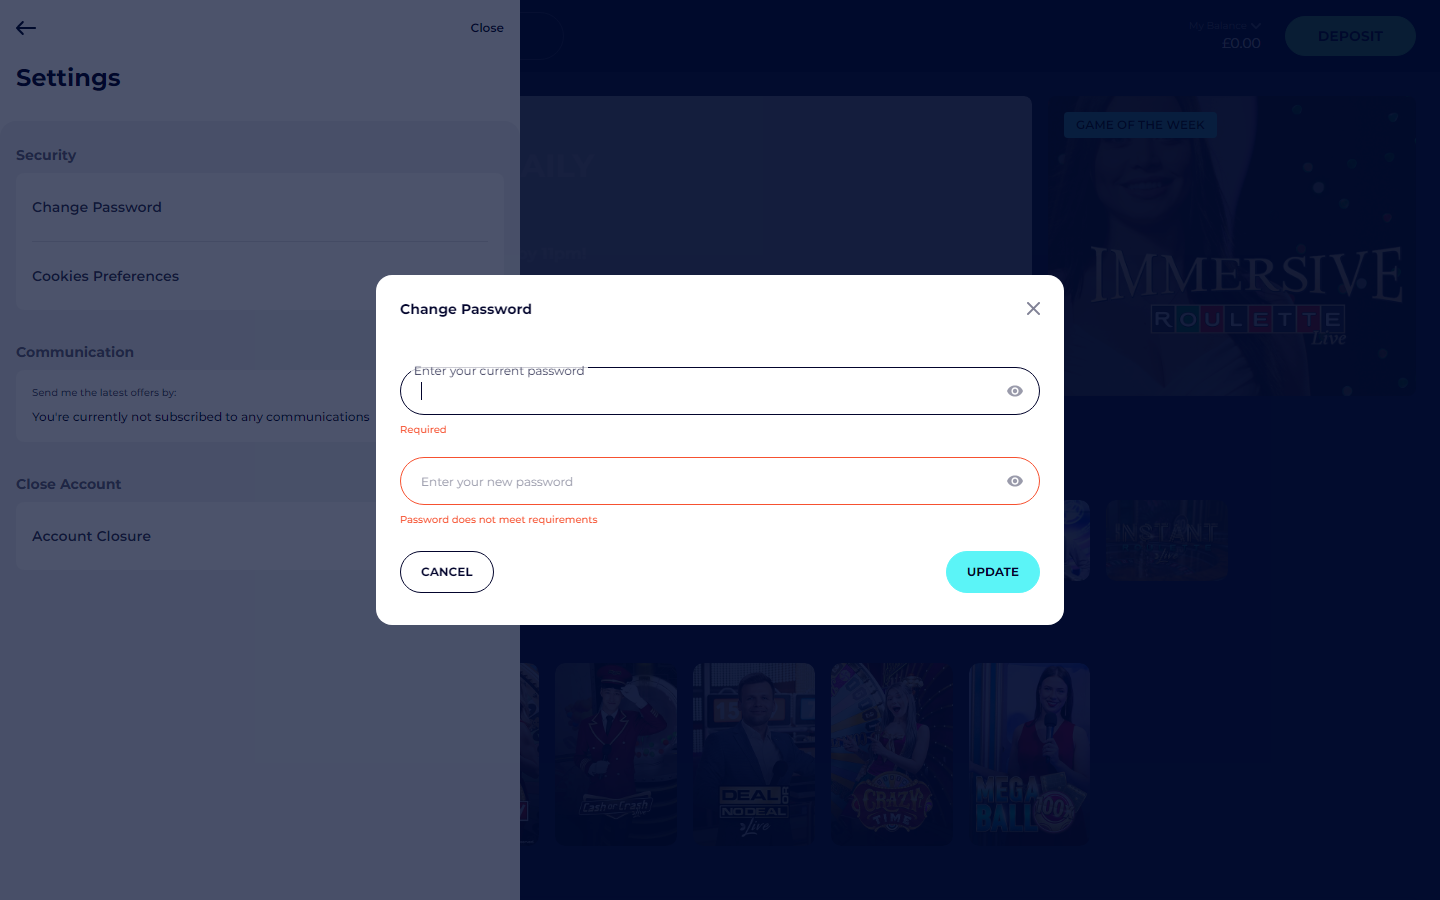 Close
My Balance
£0.00
DEPOSIT
Settings
GAME OF THE WEEK
Security
AILY
Change Password
Cookies Preferences
IMMERSIVE
ROULETTE
Live
Change Password
Enter your current password
Required
Communication
Send me the latest offers by:
You're currently not subscribed to any communications
Enter your new password
Password does not meet requirements
Close Account
Account Closure
CANCEL
UPDATE
INSTANT
Live
Cash or Crash
DEAL OR
NO DEAL
Live
CRAZY
TIME
MEGA
BALL
100x